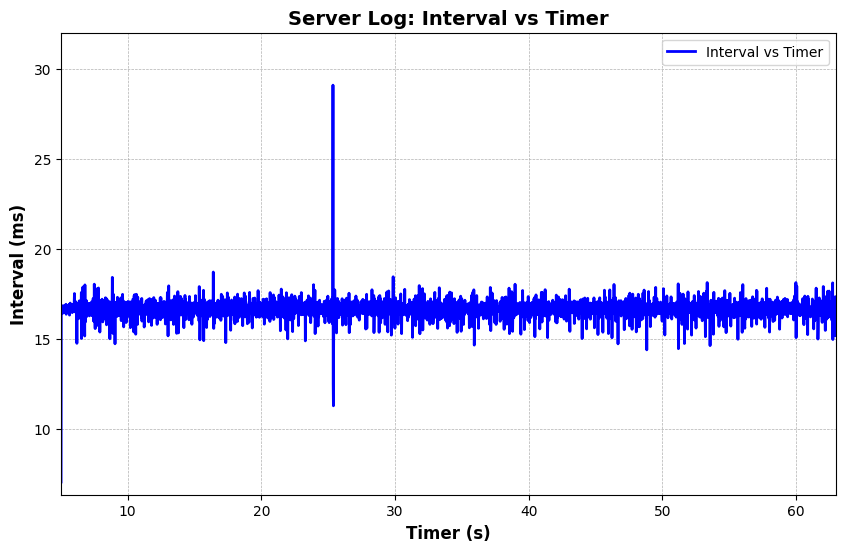 Server Log: Interval vs Timer
Interval vs Timer
30
25
20
15
10
Interval (ms)
10 20 30 40 50 60
Timer (s)